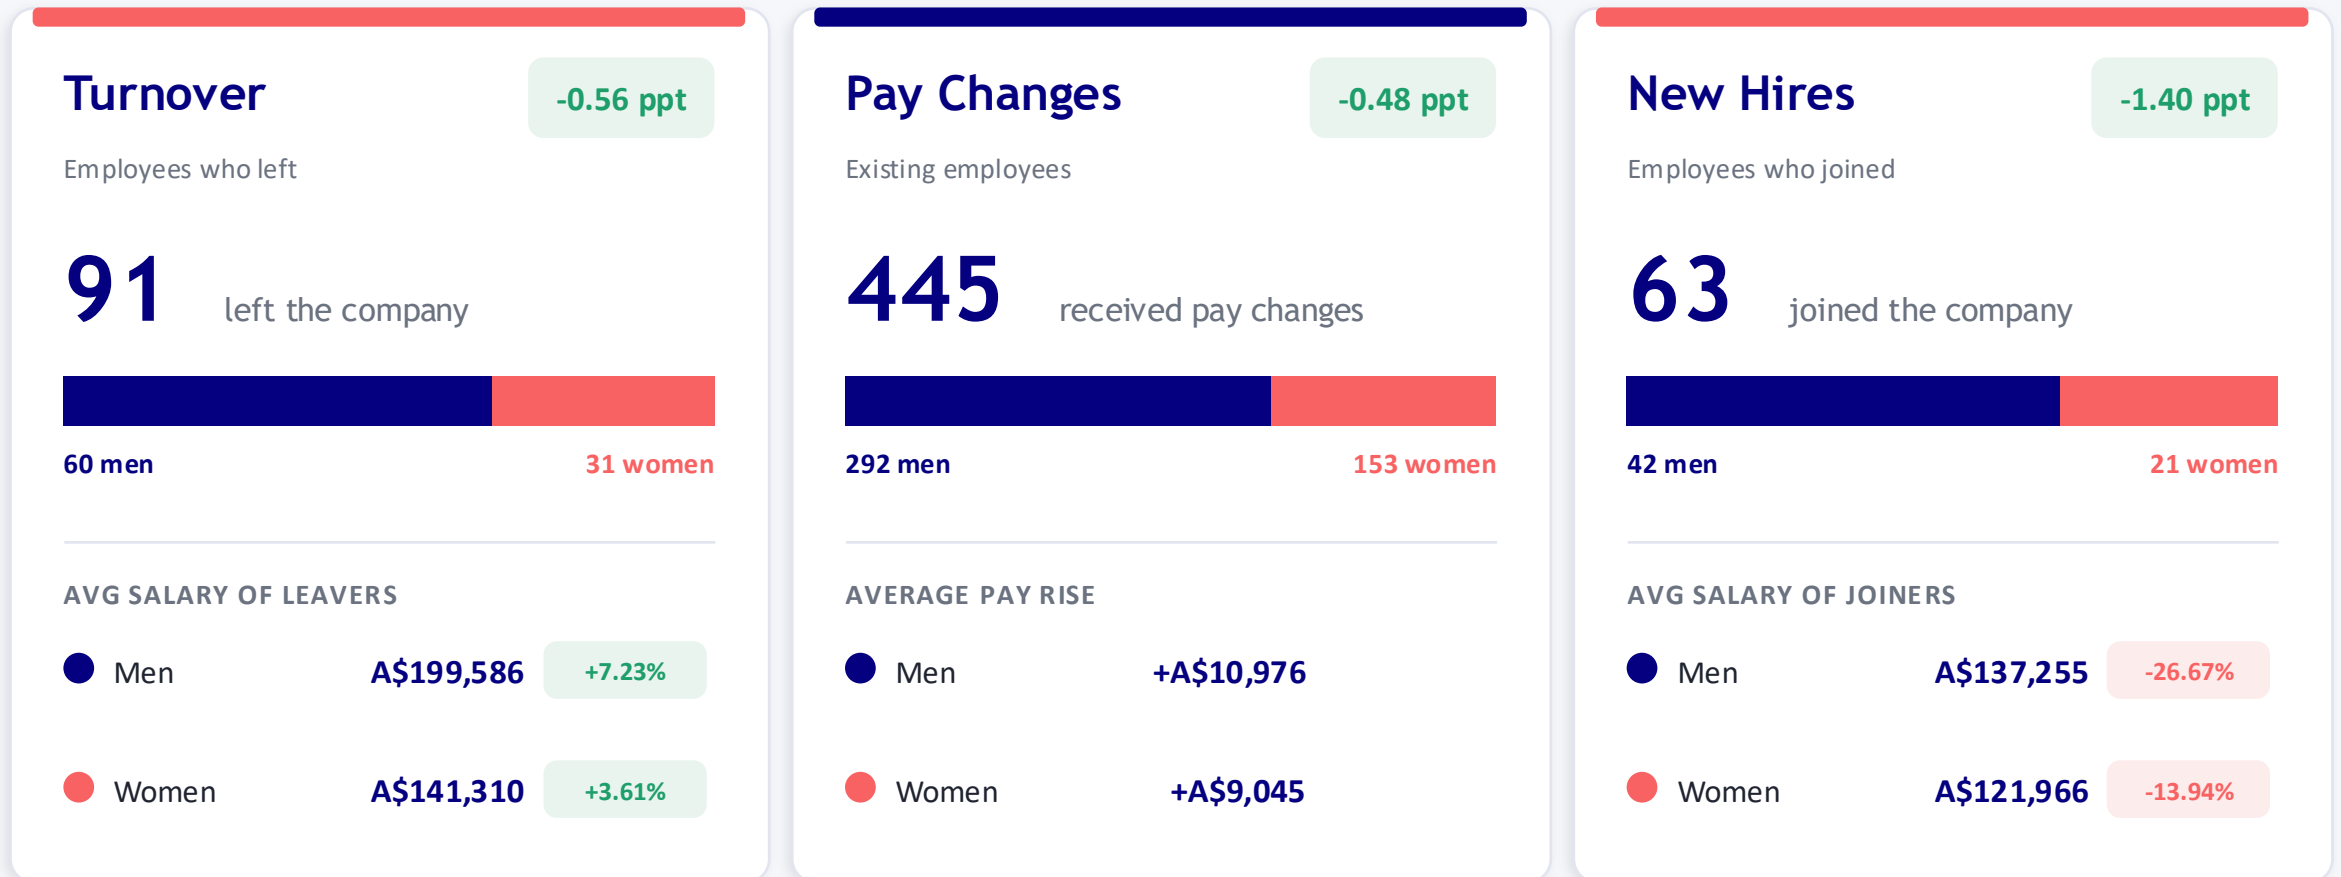 Turnover
-0.56 ppt
Employees who left
91 left the company
60 men
31 women
AVG SALARY OF LEAVERS
Men A$199,586 +7.23%
Women A$141,310 +3.61%
Pay Changes
-0.48 ppt
Existing employees
445 received pay changes
292 men
153 women
AVERAGE PAY RISE
Men +A$10,976
Women +A$9,045
New Hires
-1.40 ppt
Employees who joined
63 joined the company
42 men
21 women
AVG SALARY OF JOINERS
Men A$137,255 -26.67%
Women A$121,966 -13.94%